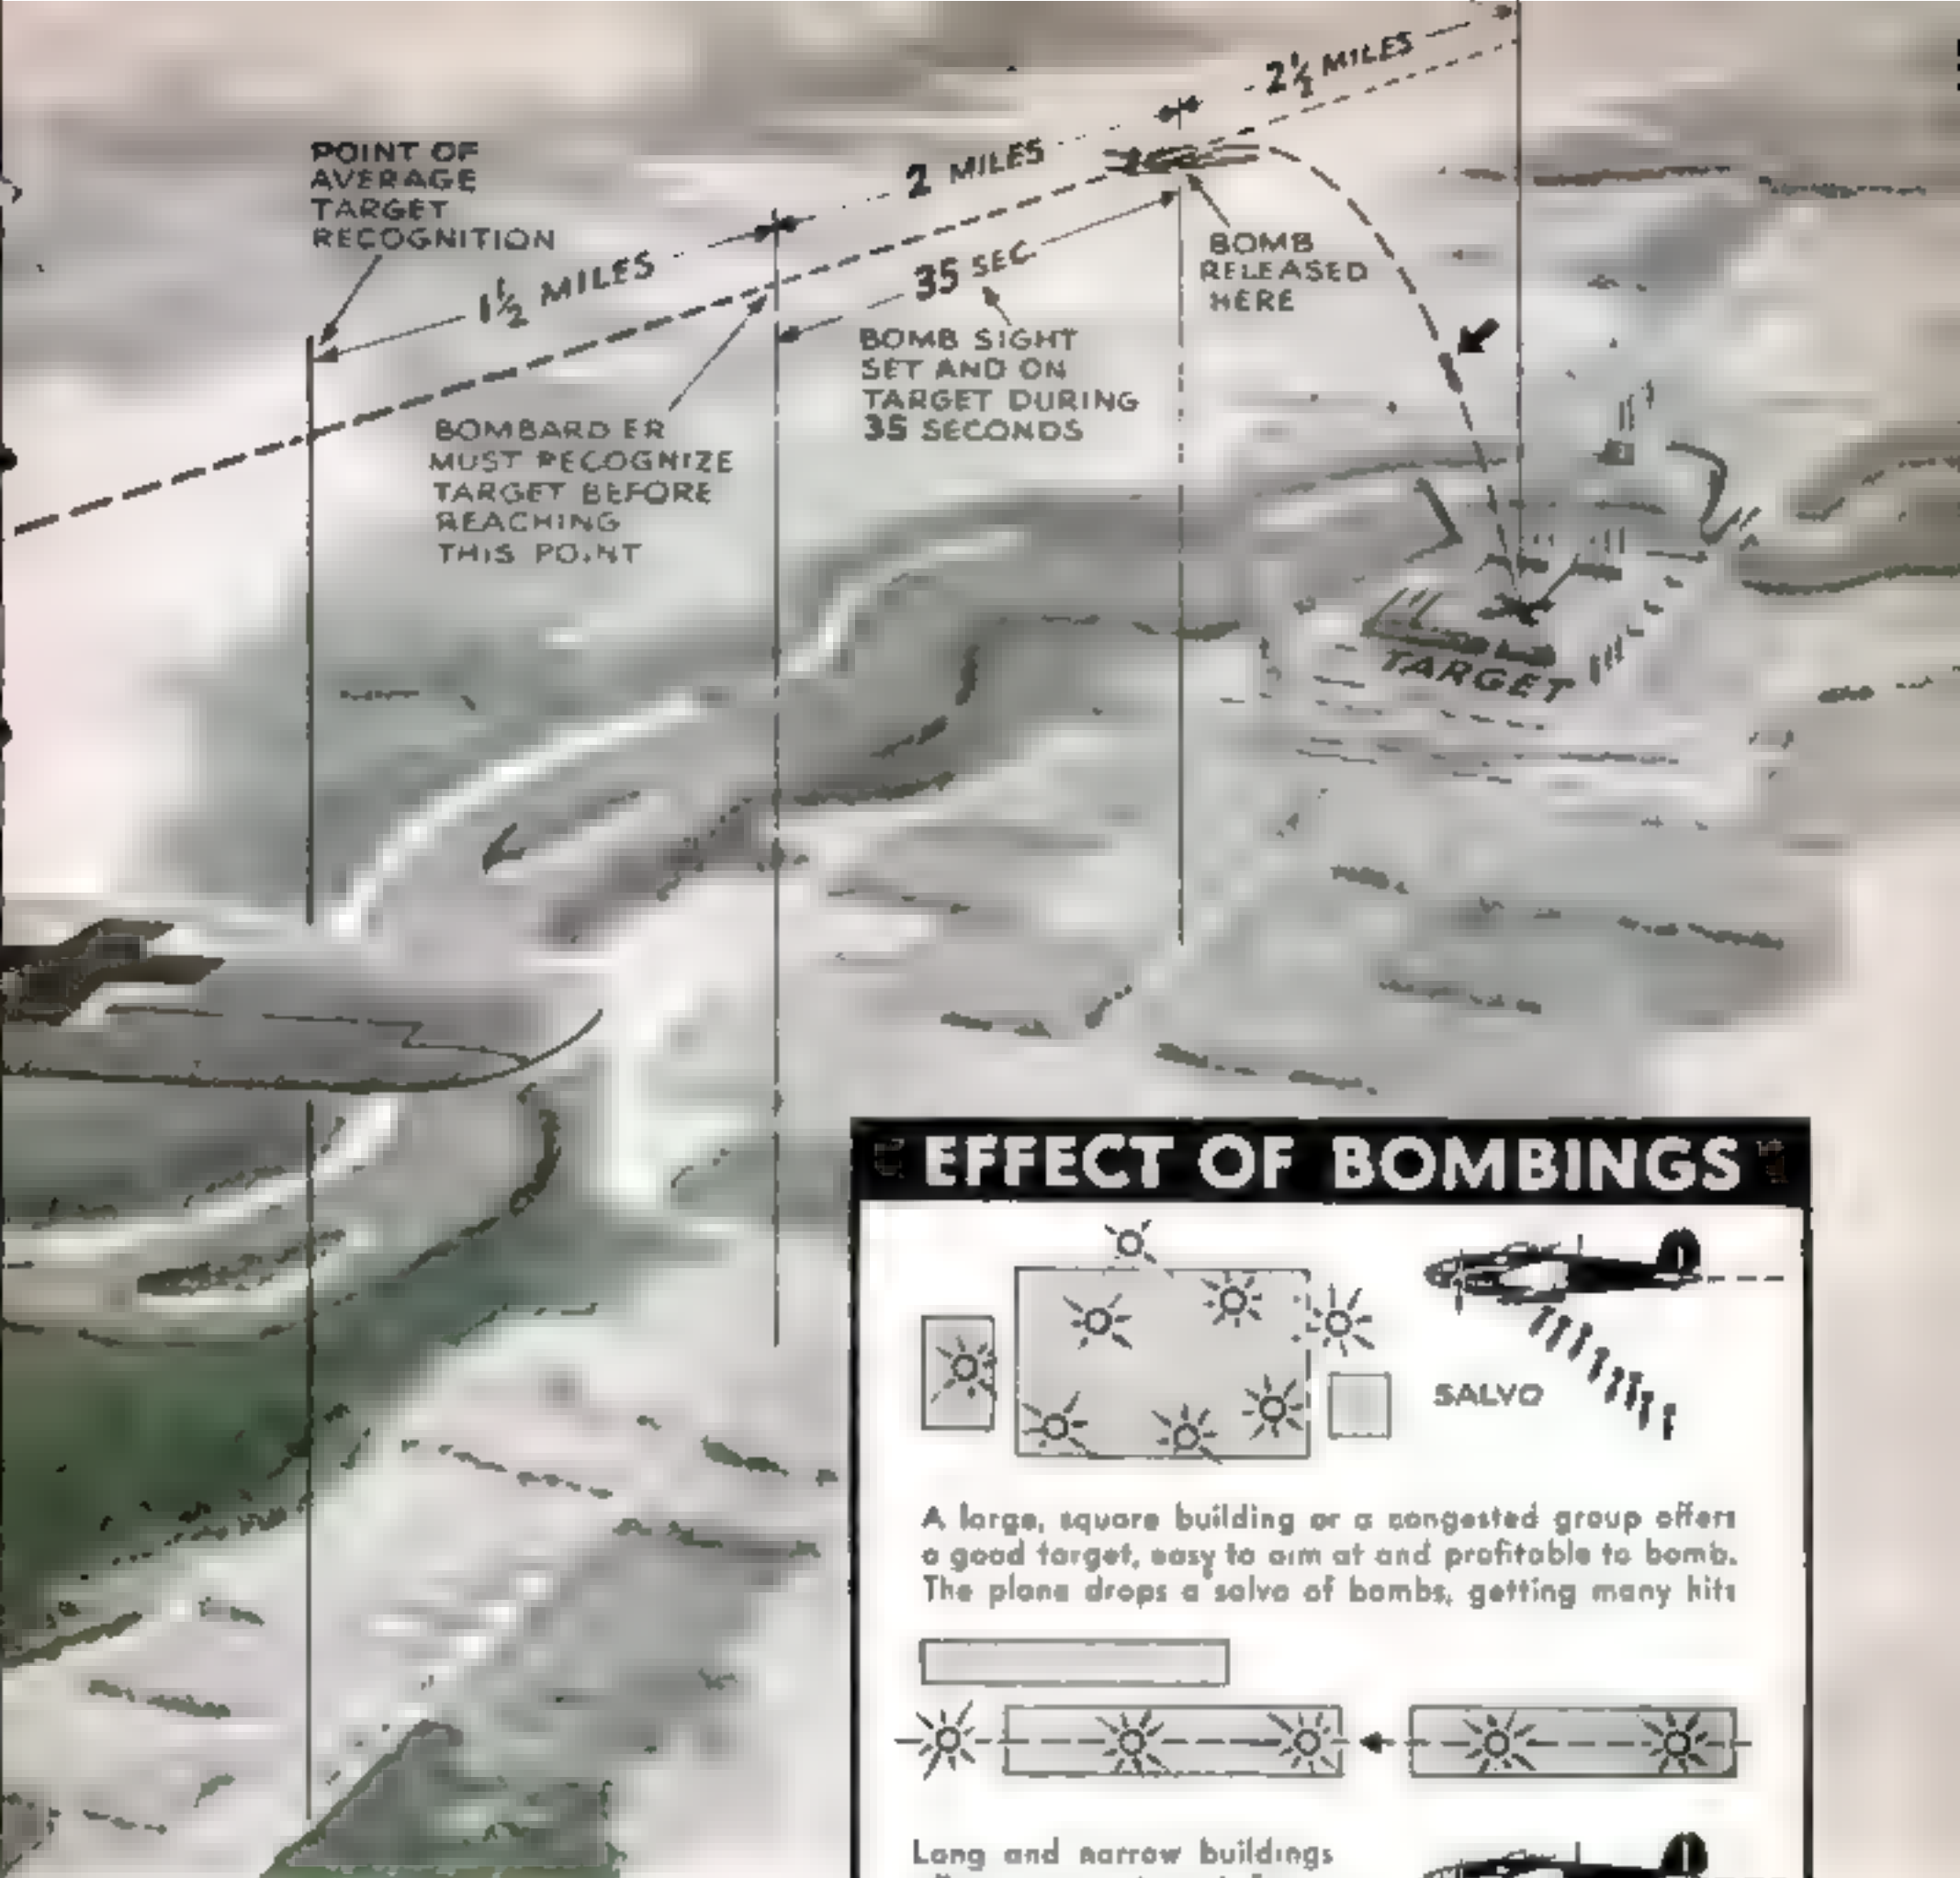 2½ MILES
2 MILES
POINT OF
AVERAGE
TARGET
RECOGNITION
1½ MILES
35 SEC.
BOMB
RELEASED
HERE
BOMB SIGHT
SET AND ON
TARGET DURING
35 SECONDS
BOMBARDIER
MUST RECOGNIZE
TARGET BEFORE
REACHING
THIS POINT
TARGET
EFFECT OF BOMBINGS
SALVO
A large, square building or a congested group offers
a good target, easy to aim at and profitable to bomb.
The plane drops a salvo of bombs, getting many hits
Long and narrow buildings